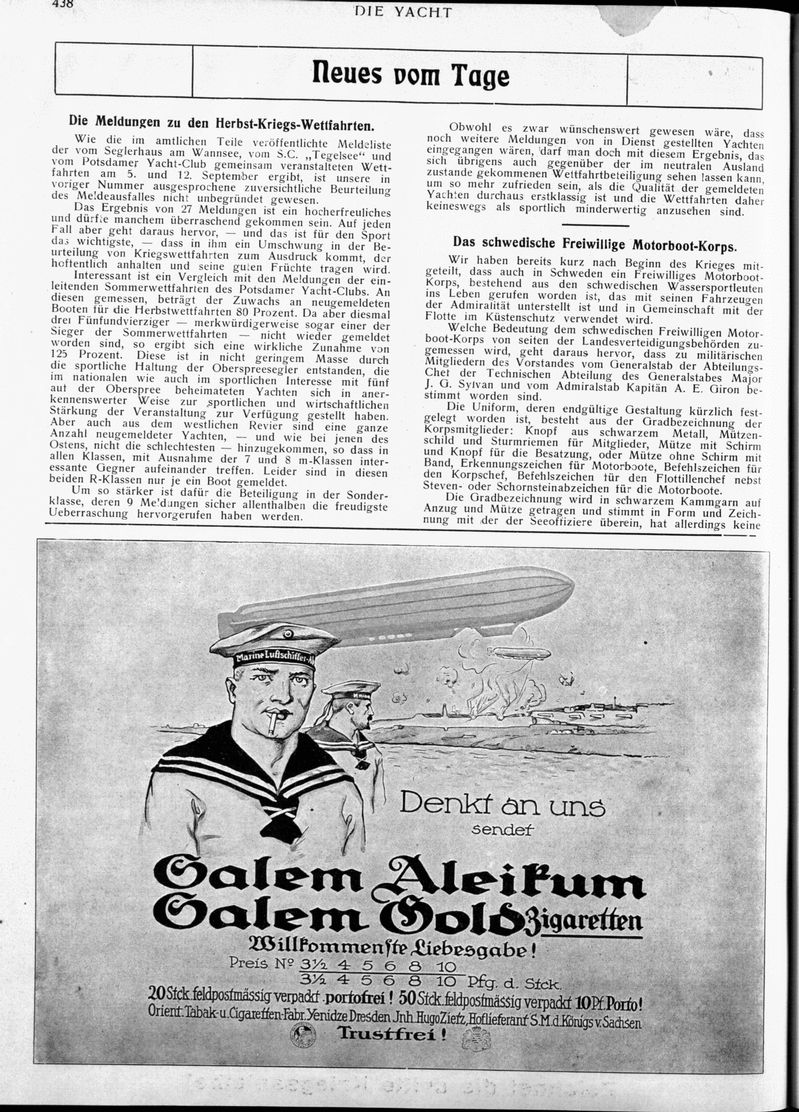 438
DIE YACHT
Neues vom Tage
Die Meldungen zu den Herbst-Kriegs-Wettfahrten.
Wie die im amtlichen Teile veröffentlichte Meldeliste
der vom Seglerhaus am Wannsee, vom S.C. „Tegelsee“ und
vom Potsdamer Yacht-Club gemeinsam veranstalteten Wett-
fahrten am 5. und 12. September ergibt, ist unsere in
voriger Nummer ausgesprochene zuversichtliche Beurteilung
des Meldeausfalles nicht unbegründet gewesen.
Das Ergebnis von 27 Meldungen ist ein hocherfreuliches
und dürfte manchem überraschend gekommen sein. Auf jeden
Fall aber geht daraus hervor, — und das ist für den Sport
das wichtigste, — dass in ihm ein Umschwung in der Be-
urteilung von Kriegswettfahrten zum Ausdruck kommt, der
hoffentlich anhalten und seine guten Früchte tragen wird.
Interessant ist ein Vergleich mit den Meldungen der ein-
leitenden Sommerwettfahrten des Potsdamer Yacht-Clubs. An
diesen gemessen, beträgt der Zuwachs an neugemeldeten
Booten für die Herbstwettfahrten 80 Prozent. Da aber diesmal
drei Fünfundvierziger — merkwürdigerweise sogar einer der
Sieger der Sommerwettfahrten — nicht wieder gemeldet
worden sind, so ergibt sich eine wirkliche Zunahme von
125 Prozent. Diese ist in nicht geringem Masse durch
die sportliche Haltung der Oberspreesegler entstanden, die
im nationalen wie auch im sportlichen Interesse mit fünf
auf der Oberspree beheimateten Yachten sich in aner-
kennenswerter Weise zur sportlichen und wirtschaftlichen
Stärkung der Veranstaltung zur Verfügung gestellt haben.
Aber auch aus dem westlichen Revier sind eine ganze
Anzahl neugemeldeter Yachten, — und wie bei jenen des
Ostens, nicht die schlechtesten — hinzugekommen, so dass in
allen Klassen, mit Ausnahme der 7 und 8 m-Klassen inter-
essante Gegner aufeinander treffen. Leider sind in diesen
beiden R-Klassen nur je ein Boot gemeldet.
Um so stärker ist dafür die Beteiligung in der Sonder-
klasse, deren 9 Meldungen sicher allenthalben die freudigste
Ueberraschung hervorgerufen haben werden.
Obwohl es zwar wünschenswert gewesen wäre, dass
noch weitere Meldungen von in Dienst gestellten Yachten
eingegangen wären, darf man doch mit diesem Ergebnis, das
sich übrigens auch gegenüber der im neutralen Ausland
zustande gekommenen Wettfahrtbeteiligung sehen lassen kann,
um so mehr zufrieden sein, als die Qualität der gemeldeten
Yachten durchaus erstklassig ist und die Wettfahrten daher
keineswegs als sportlich minderwertig anzusehen sind.
Das schwedische Freiwillige Motorboot-Korps.
Wir haben bereits kurz nach Beginn des Krieges mit-
geteilt, dass auch in Schweden ein Freiwilliges Motorboot-
Korps, bestehend aus den schwedischen Wassersportleuten
ins Leben gerufen worden ist, das mit seinen Fahrzeugen
der Admiralität unterstellt ist und in Gemeinschaft mit der
Flotte im Küstenschutz verwendet wird.
Welche Bedeutung dem schwedischen Freiwilligen Motor-
boot-Korps von seiten der Landesverteidigungsbehörden zu-
gemessen wird, geht daraus hervor, dass zu militärischen
Mitgliedern des Vorstandes vom Generalstab der Abteilungs-
Chef der Technischen Abteilung des Generalstabes Major
J. G. Sylvan und vom Admiralstab Kapitän A. E. Giron be-
stimmt worden sind.
Die Uniform, deren endgültige Gestaltung kürzlich fest-
gelegt worden ist, besteht aus der Gradbezeichnung der
Korpsmitglieder: Knopf aus schwarzem Metall, Mützen-
schild und Sturmriemen für Mitglieder, Mütze mit Schirm
und Knopf für die Besatzung, oder Mütze ohne Schirm mit
Band, Erkennungszeichen für Motorboote, Befehlszeichen für
den Korpschef, Befehlszeichen für den Flottillenchef nebst
Steven- oder Schornsteinabzeichen für die Motorboote.
Die Gradbezeichnung wird in schwarzem Kammgarn auf
Anzug und Mütze getragen und stimmt in Form und Zeich-
nung mit der der Seeoffiziere überein, hat allerdings keine
Marine Luftschiffer-A
Denkt an uns
sendet
Salem Aleikum
Salem Gold Zigaretten
Willkommenste Liebesgabe!
Preis Nº 3½ 4 5 6 8 10
3½ 4 5 6 8 10 Pfg. d. Stck.
20 Stck. feldpostmässig verpackt portofrei! 50 Stck. feldpostmässig verpackt 10 Pf. Porto!
Orient. Tabak- u. Cigaretten-Fabr. Yenidze Dresden Jnh. Hugo Zietz, Hoflieferant S. M. d. Königs v. Sachsen
Trustfrei!